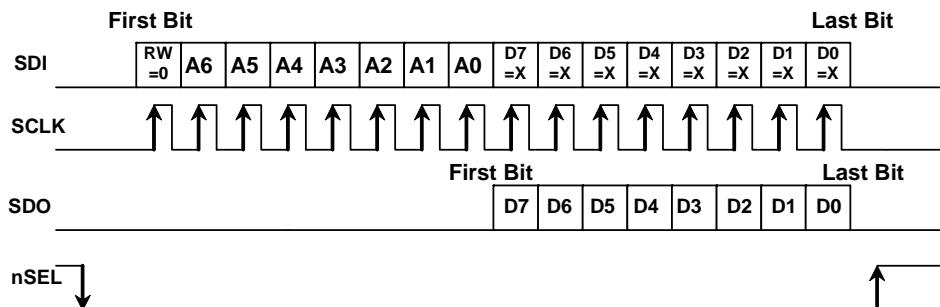 First Bit Last Bit
SDI RW =0 A6 A5 A4 A3 A2 A1 A0 D7 =X D6 =X D5 =X D4 =X D3 =X D2 =X D1 =X D0 =X
SCLK
First Bit Last Bit
SDO D7 D6 D5 D4 D3 D2 D1 D0
nSEL